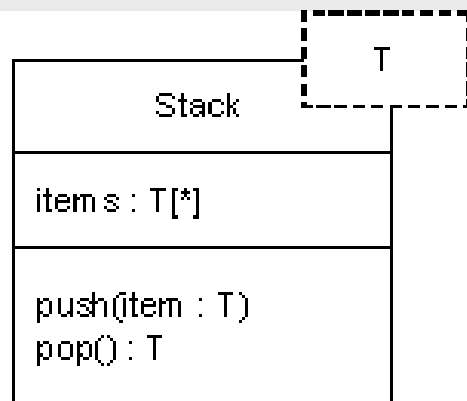 T
Stack
items : T[*]
push(item : T)
pop() : T